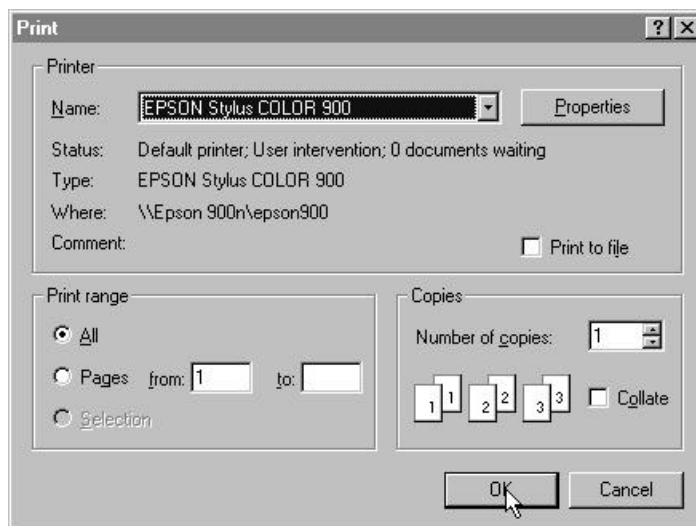 Print
Printer
Name: EPSON Stylus COLOR 900 Properties
Status: Default printer; User intervention; 0 documents waiting
Type: EPSON Stylus COLOR 900
Where: \\Epson 900n\epson900
Comment: Print to file
Print range
All
Pages from: 1 to:
Selection
Copies
Number of copies: 1
1 1 2 2 3 3 Collate
OK Cancel